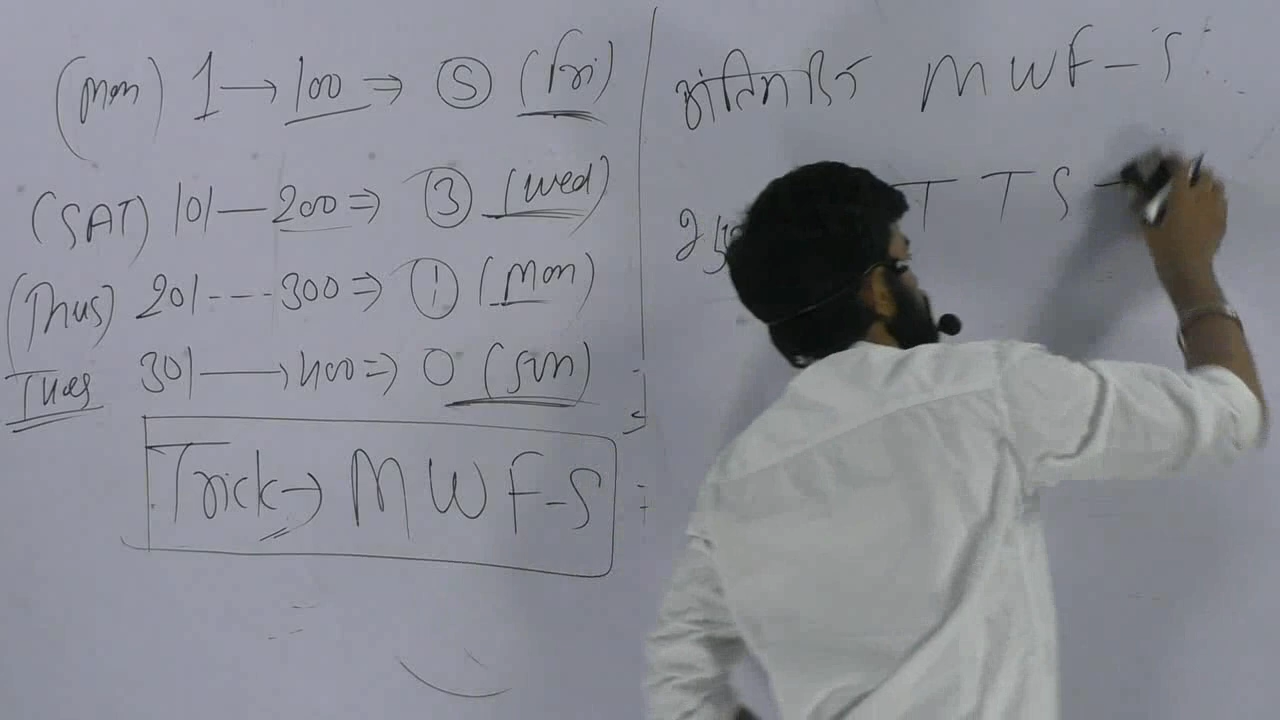 (Mon) 1 → 100 ⇒ 5 (Fri)
(SAT) 101 — 200 ⇒ 3 (Wed)
(Thus) 201 --- 300 ⇒ 1 (Mon)
Tues 301 → 400 ⇒ 0 (Sun)
Trick → M W F - S
अंतिम दिन M W F - S
T T S